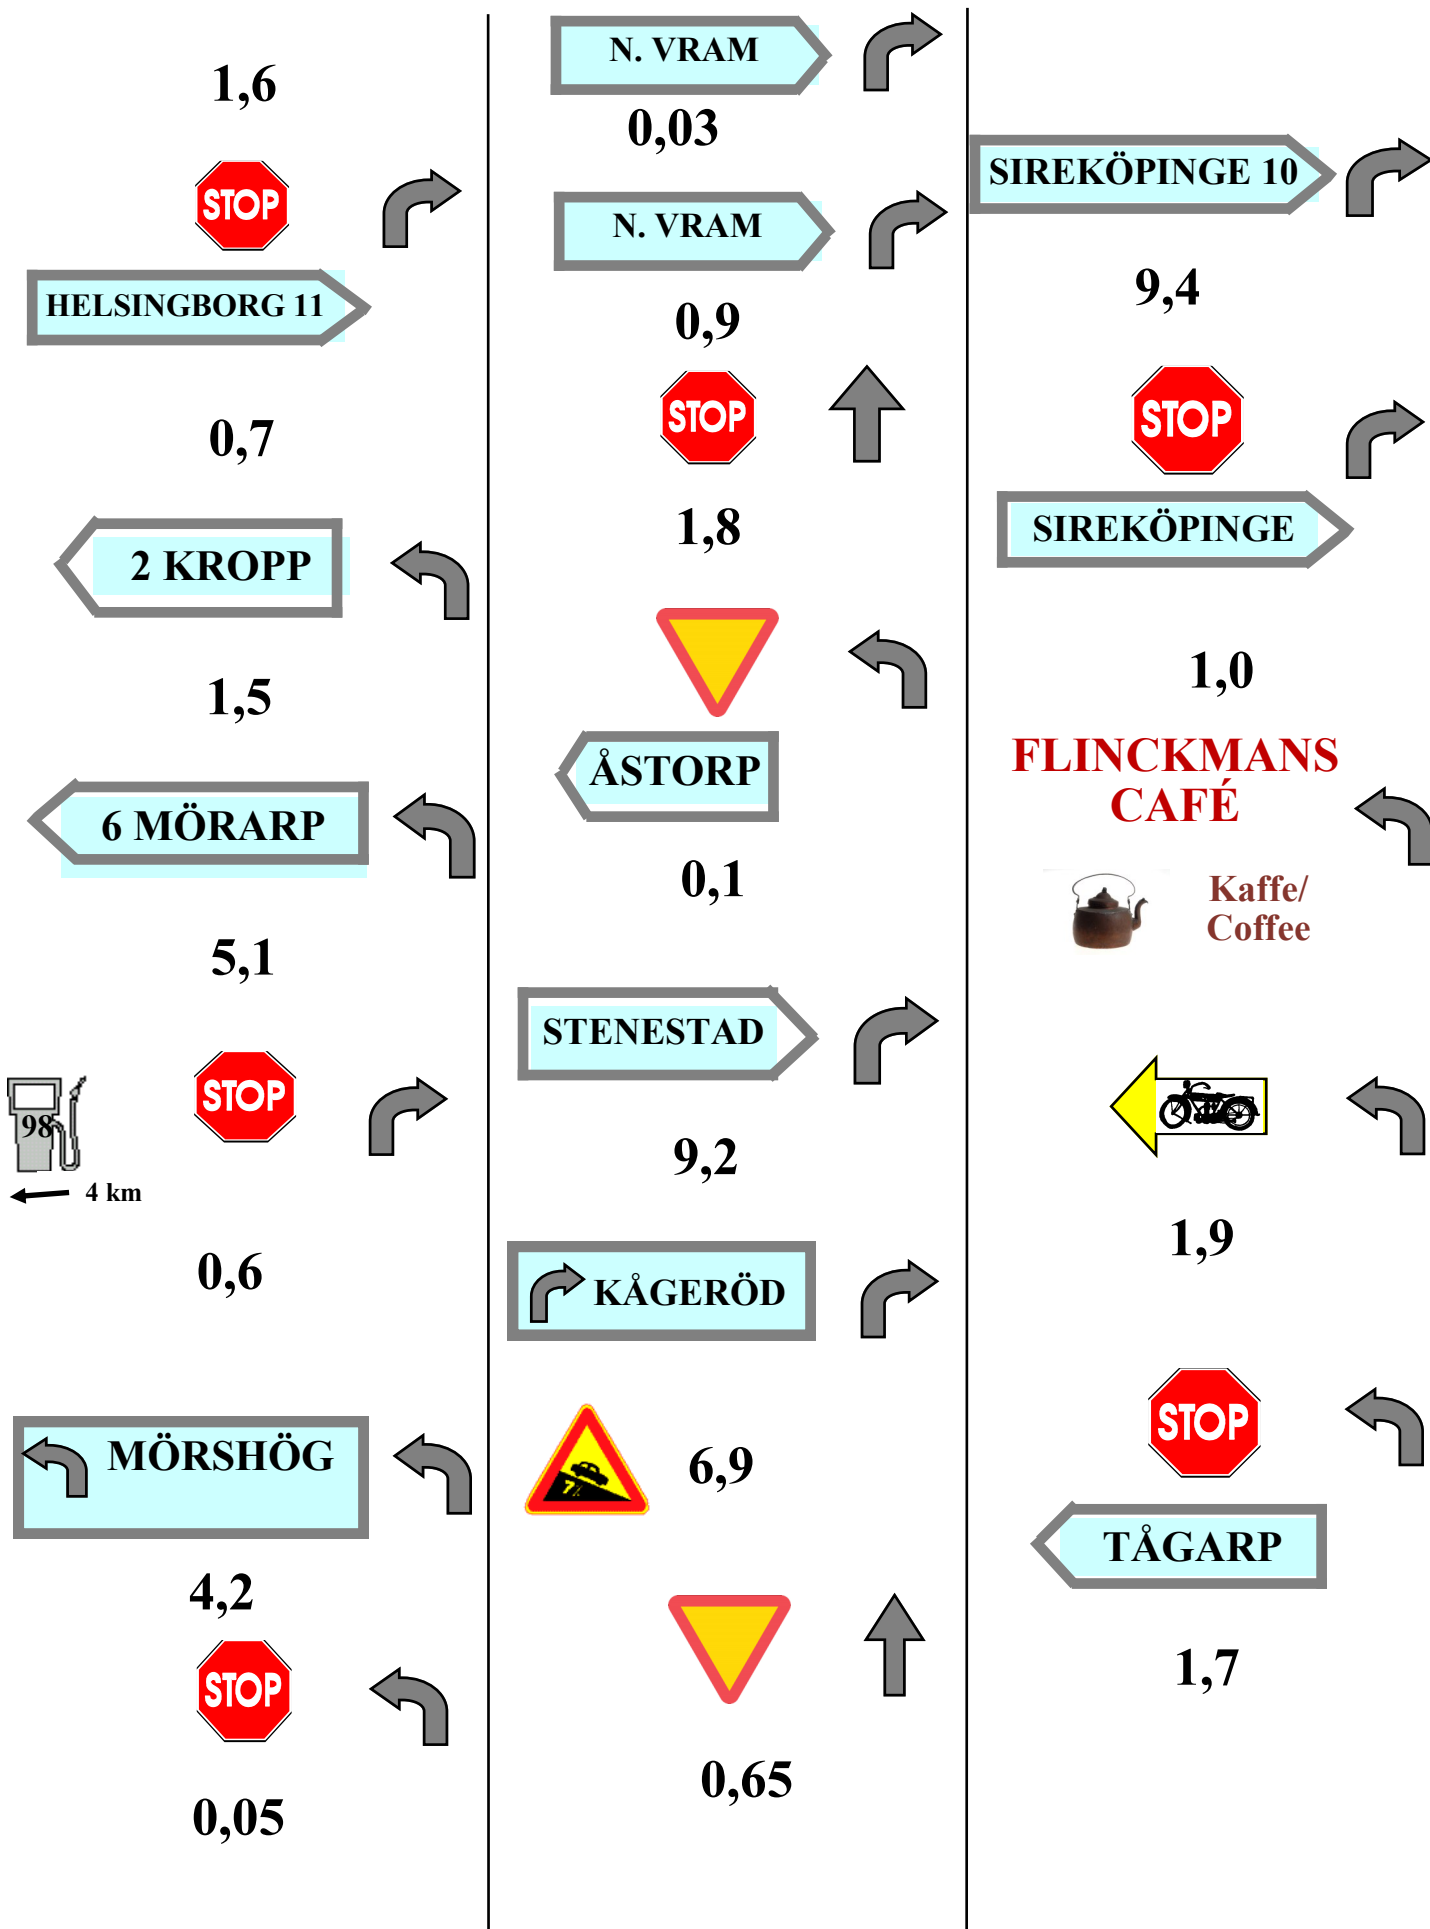 1,6
STOP
HELSINGBORG 11
0,7
2 KROPP
1,5
6 MÖRARP
5,1
STOP
98
4 km
0,6
MÖRSHÖG
4,2
STOP
0,05
N. VRAM
0,03
N. VRAM
0,9
STOP
1,8
ÅSTORP
0,1
STENESTAD
9,2
KÅGERÖD
7%
6,9
0,65
SIREKÖPINGE 10
9,4
STOP
SIREKÖPINGE
1,0
FLINCKMANS
CAFÉ
Kaffe/
Coffee
1,9
STOP
TÅGARP
1,7